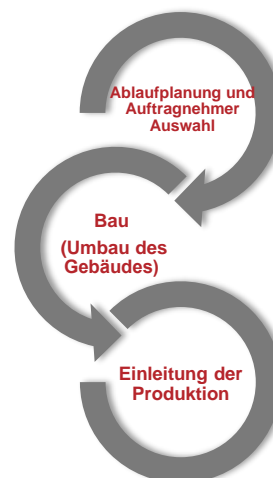 Ablaufplanung und
Auftragnehmer
Auswahl
Bau
(Umbau des
Gebäudes)
Einleitung der
Produktion